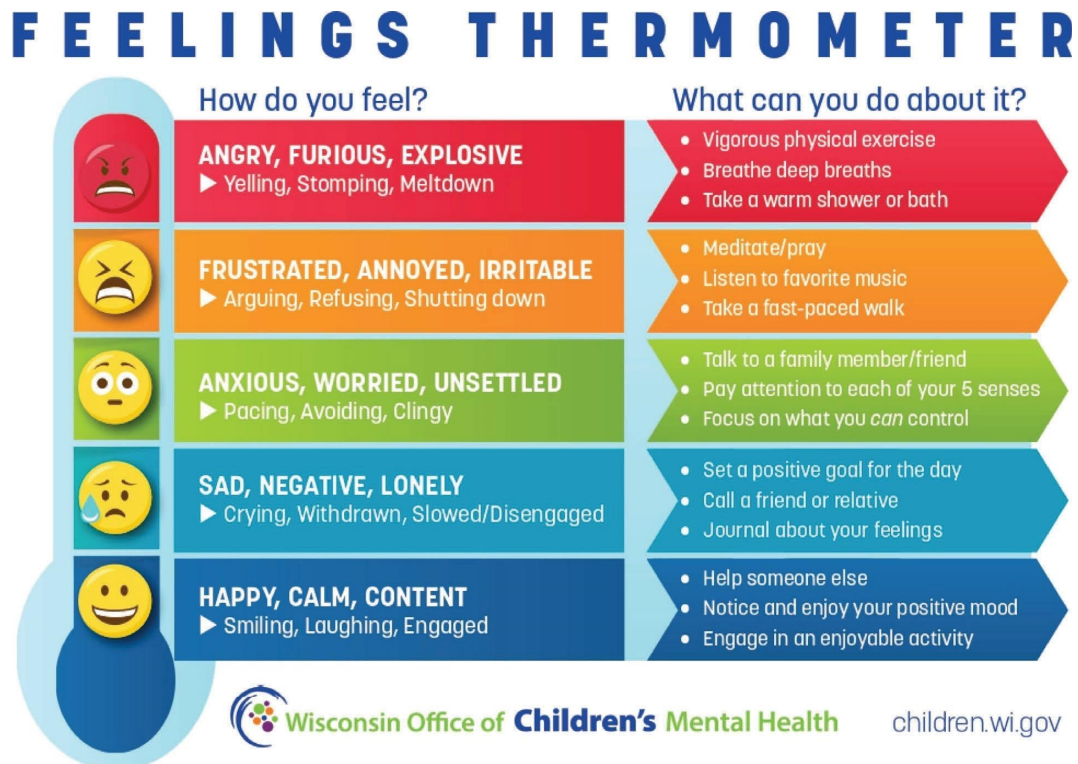 FEELINGS THERMOMETER
How do you feel?
What can you do about it?
ANGRY, FURIOUS, EXPLOSIVE
▶ Yelling, Stomping, Meltdown
• Vigorous physical exercise
• Breathe deep breaths
• Take a warm shower or bath
FRUSTRATED, ANNOYED, IRRITABLE
▶ Arguing, Refusing, Shutting down
• Meditate/pray
• Listen to favorite music
• Take a fast-paced walk
ANXIOUS, WORRIED, UNSETTLED
▶ Pacing, Avoiding, Clingy
• Talk to a family member/friend
• Pay attention to each of your 5 senses
• Focus on what you can control
SAD, NEGATIVE, LONELY
▶ Crying, Withdrawn, Slowed/Disengaged
• Set a positive goal for the day
• Call a friend or relative
• Journal about your feelings
HAPPY, CALM, CONTENT
▶ Smiling, Laughing, Engaged
• Help someone else
• Notice and enjoy your positive mood
• Engage in an enjoyable activity
Wisconsin Office of Children's Mental Health
children.wi.gov